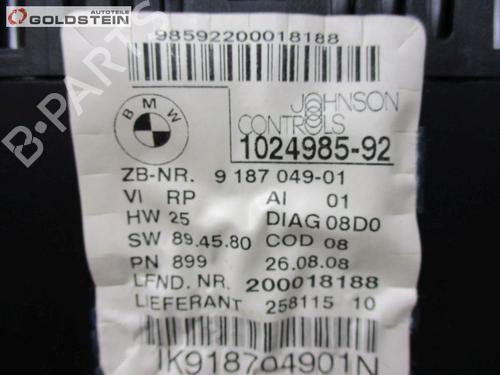 Autoteile
GOLDSTEIN
98592200018188
BMW
JOHNSON
CONTROLS
1024985-92
ZB-NR. 9 187 049-01
VI RP AI 01
HW 25 DIAG 08D0
SW 89.45.80 COD 08
PN 899 26.08.08
LFND. NR. 200018188
LIEFERANT 258115 10
IK918704901N